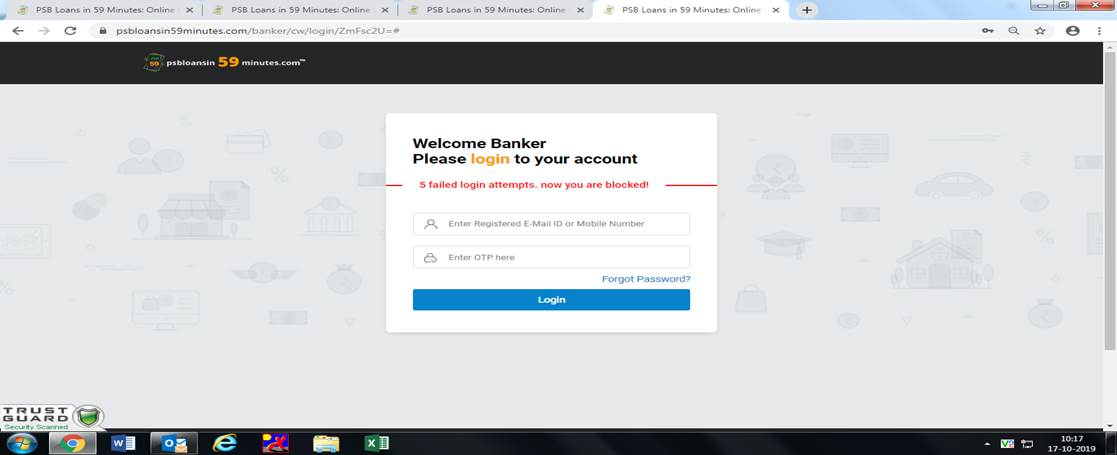 PSB Loans in 59 Minutes: Online
PSB Loans in 59 Minutes: Online
PSB Loans in 59 Minutes: Online
PSB Loans in 59 Minutes: Online
psbloansin59minutes.com/banker/cw/login/ZmFsc2U=#
psbloansin 59 minutes.com™
Welcome Banker
Please login to your account
5 failed login attempts. now you are blocked!
Enter Registered E-Mail ID or Mobile Number
Enter OTP here
Forgot Password?
Login
TRUST
GUARD
Security Scanned
10:17
17-10-2019